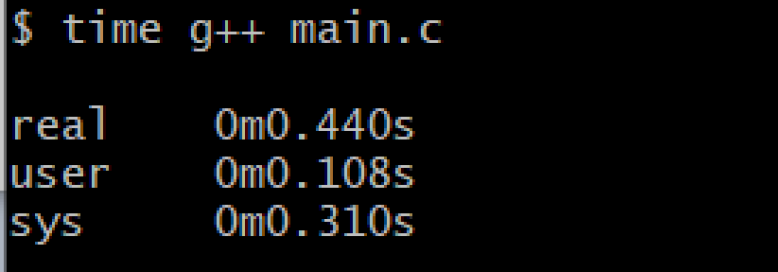 $ time g++ main.c
real 0m0.440s
user 0m0.108s
sys 0m0.310s